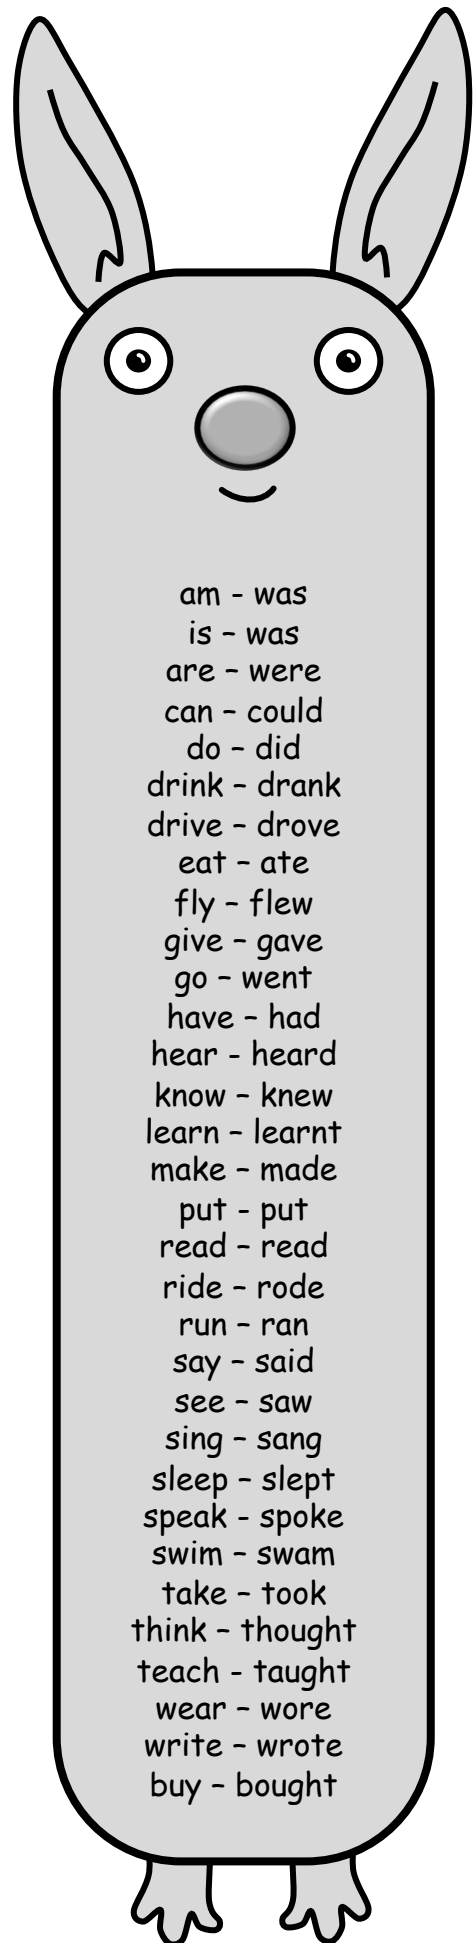 am - was
is – was
are – were
can – could
do – did
drink – drank
drive – drove
eat – ate
fly – flew
give – gave
go – went
have – had
hear - heard
know – knew
learn – learnt
make – made
put - put
read – read
ride – rode
run – ran
say – said
see – saw
sing – sang
sleep – slept
speak - spoke
swim – swam
take – took
think – thought
teach - taught
wear – wore
write – wrote
buy – bought